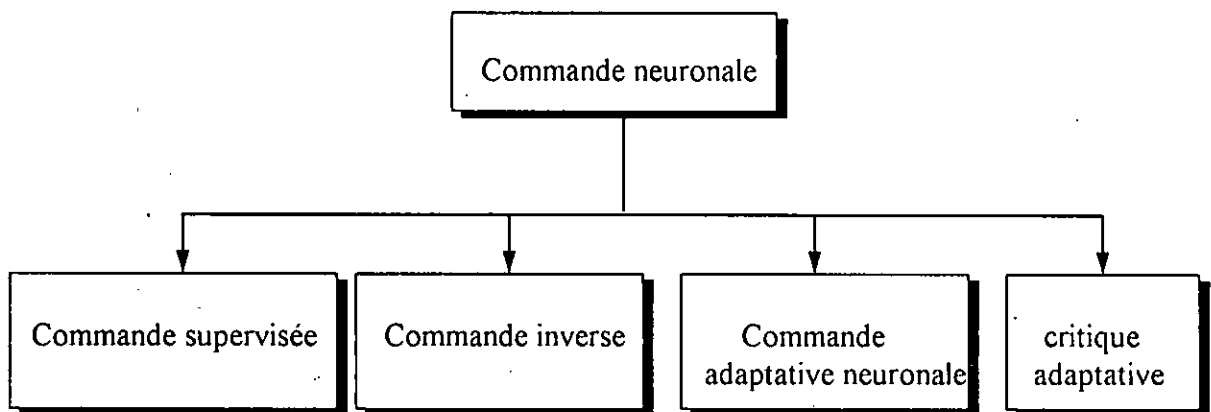 Commande neuronale
Commande supervisée
Commande inverse
Commande
adaptative neuronale
critique
adaptative